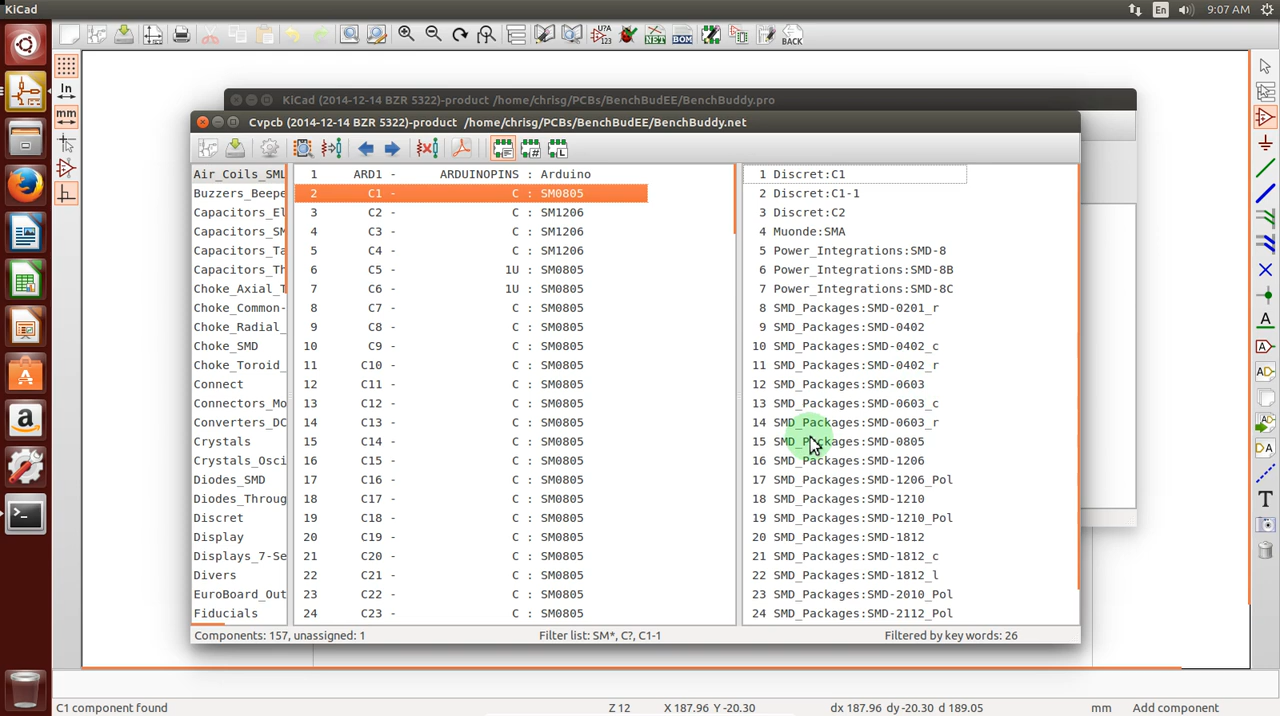 KiCad
En
9:07 AM
KiCad (2014-12-14 BZR 5322)-product /home/chrisg/PCBs/BenchBudEE/BenchBuddy.pro
Cvpcb (2014-12-14 BZR 5322)-product /home/chrisg/PCBs/BenchBudEE/BenchBuddy.net
NET
BOM
BACK
In
mm
Air_Coils_SML
Buzzers_Beepe
Capacitors_El
Capacitors_SM
Capacitors_Ta
Capacitors_Th
Choke_Axial_T
Choke_Common-
Choke_Radial_
Choke_SMD
Choke_Toroid_
Connect
Connectors_Mo
Converters_DC
Crystals
Crystals_Osci
Diodes_SMD
Diodes_Throug
Discret
Display
Displays_7-Se
Divers
EuroBoard_Out
Fiducials
1 ARD1 - ARDUINOPINS : Arduino
2 C1 - C : SM0805
3 C2 - C : SM1206
4 C3 - C : SM1206
5 C4 - C : SM1206
6 C5 - 1U : SM0805
7 C6 - 1U : SM0805
8 C7 - C : SM0805
9 C8 - C : SM0805
10 C9 - C : SM0805
11 C10 - C : SM0805
12 C11 - C : SM0805
13 C12 - C : SM0805
14 C13 - C : SM0805
15 C14 - C : SM0805
16 C15 - C : SM0805
17 C16 - C : SM0805
18 C17 - C : SM0805
19 C18 - C : SM0805
20 C19 - C : SM0805
21 C20 - C : SM0805
22 C21 - C : SM0805
23 C22 - C : SM0805
24 C23 - C : SM0805
1 Discret:C1
2 Discret:C1-1
3 Discret:C2
4 Muonde:SMA
5 Power_Integrations:SMD-8
6 Power_Integrations:SMD-8B
7 Power_Integrations:SMD-8C
8 SMD_Packages:SMD-0201_r
9 SMD_Packages:SMD-0402
10 SMD_Packages:SMD-0402_c
11 SMD_Packages:SMD-0402_r
12 SMD_Packages:SMD-0603
13 SMD_Packages:SMD-0603_c
14 SMD_Packages:SMD-0603_r
15 SMD_Packages:SMD-0805
16 SMD_Packages:SMD-1206
17 SMD_Packages:SMD-1206_Pol
18 SMD_Packages:SMD-1210
19 SMD_Packages:SMD-1210_Pol
20 SMD_Packages:SMD-1812
21 SMD_Packages:SMD-1812_c
22 SMD_Packages:SMD-1812_l
23 SMD_Packages:SMD-2010_Pol
24 SMD_Packages:SMD-2112_Pol
Components: 157, unassigned: 1
Filter list: SM*, C?, C1-1
Filtered by key words: 26
C1 component found
Z 12
X 187.96 Y -20.30
dx 187.96 dy -20.30 d 189.05
mm
Add component